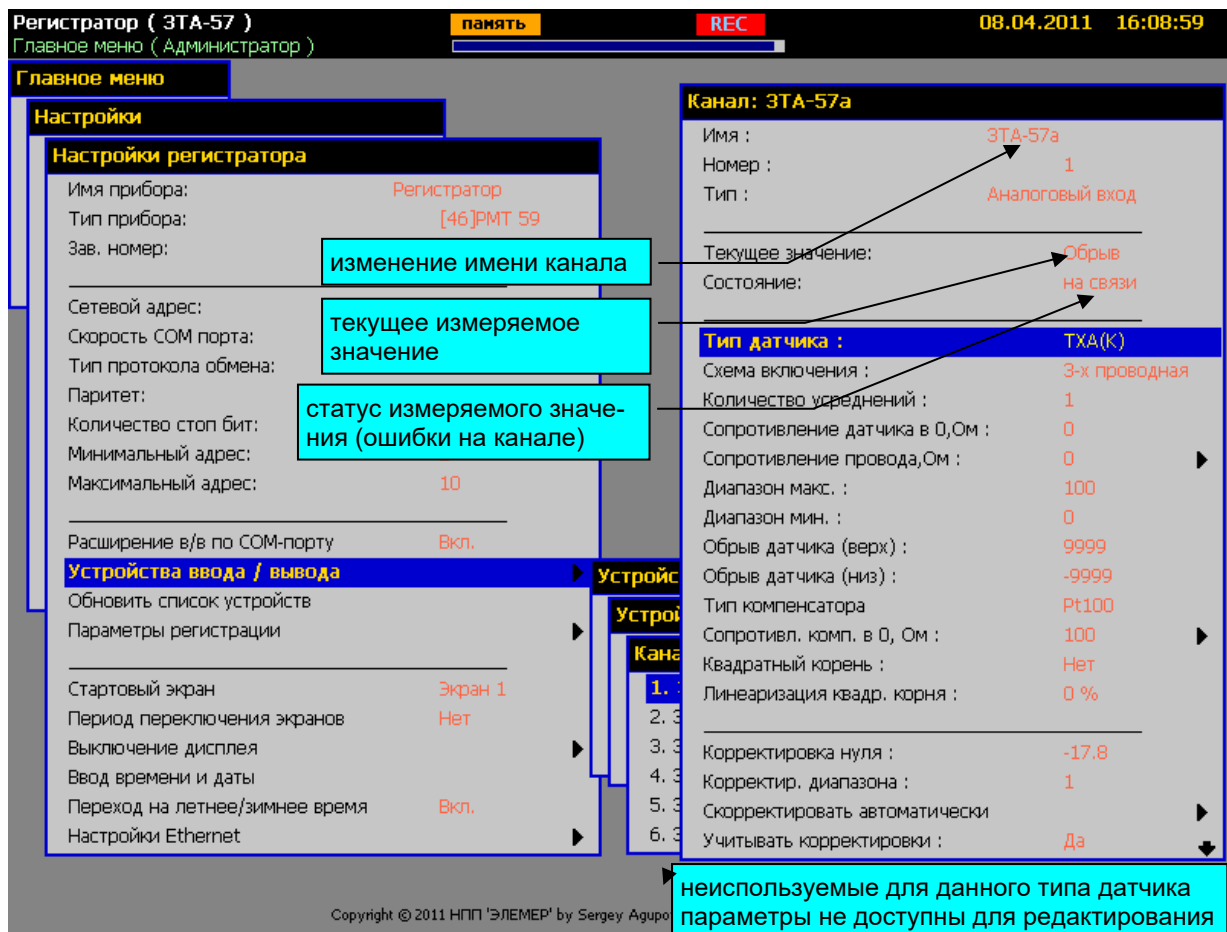 Регистратор ( ЗТА-57 )
память
REC
08.04.2011 16:08:59
Главное меню ( Администратор )
Главное меню
Настройки
Настройки регистратора
Имя прибора: Регистратор
Тип прибора: [46]РМТ 59
Зав. номер:
Сетевой адрес:
Скорость COM порта:
Тип протокола обмена:
Паритет:
Количество стоп бит:
Минимальный адрес:
Максимальный адрес: 10
Расширение в/в по COM-порту Вкл.
Устройства ввода / вывода
Обновить список устройств
Параметры регистрации
Стартовый экран Экран 1
Период переключения экранов Нет
Выключение дисплея
Ввод времени и даты
Переход на летнее/зимнее время Вкл.
Настройки Ethernet
изменение имени канала
текущее измеряемое
значение
статус измеряемого значе-
ния (ошибки на канале)
Устройс
Устрой
Кана
1.
2. З
3. З
4. З
5. З
6. З
Канал: ЗТА-57а
Имя : ЗТА-57а
Номер : 1
Тип : Аналоговый вход
Текущее значение: Обрыв
Состояние: на связи
Тип датчика : ТХА(К)
Схема включения : 3-х проводная
Количество усреднений : 1
Сопротивление датчика в 0,Ом : 0
Сопротивление провода,Ом : 0
Диапазон макс. : 100
Диапазон мин. : 0
Обрыв датчика (верх) : 9999
Обрыв датчика (низ) : -9999
Тип компенсатора Pt100
Сопротивл. комп. в 0, Ом : 100
Квадратный корень : Нет
Линеаризация квадр. корня : 0 %
Корректировка нуля : -17.8
Корректир. диапазона : 1
Скорректировать автоматически
Учитывать корректировки : Да
неиспользуемые для данного типа датчика
параметры не доступны для редактирования
Copyright © 2011 НПП 'ЭЛЕМЕР' by Sergey Agupo